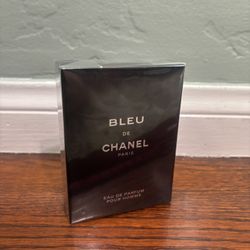 BLEU
DE
CHANEL
PARIS
EAU DE PARFUM
POUR HOMME